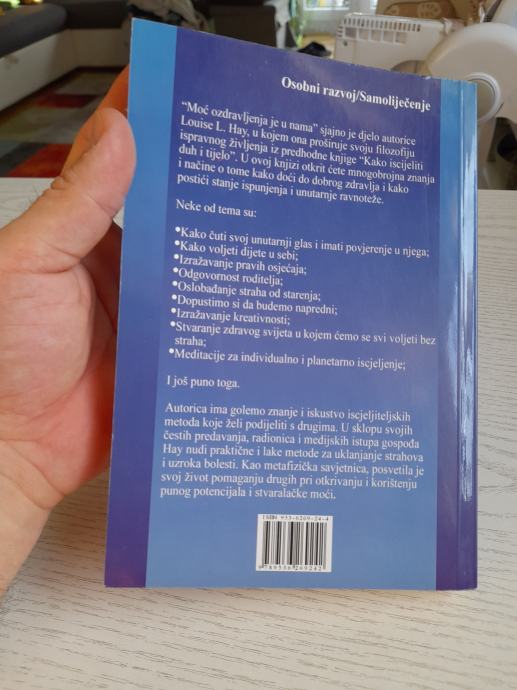 Osobni razvoj/Samoliječenje
"Moć ozdravljenja je u nama" sjajno je djelo autorice
Louise L. Hay, u kojem ona proširuje svoju filozofiju
ispravnog življenja iz predhodne knjige "Kako iscijeliti
duh i tijelo". U ovoj knjizi otkrit ćete mnogobrojna znanja
i načine o tome kako doći do dobrog zdravlja i kako
postići stanje ispunjenja i unutarnje ravnoteže.
Neke od tema su:
•Kako čuti svoj unutarnji glas i imati povjerenje u njega;
•Kako voljeti dijete u sebi;
•Izražavanje pravih osjećaja;
•Odgovornost roditelja;
•Oslobađanje straha od starenja;
•Dopustimo si da budemo napredni;
•Izražavanje kreativnosti;
•Stvaranje zdravog svijeta u kojem ćemo se svi voljeti bez
straha;
•Meditacije za individualno i planetarno iscjeljenje;
I još puno toga.
Autorica ima golemo znanje i iskustvo iscjeljiteljskih
metoda koje želi podijeliti s drugima. U sklopu svojih
čestih predavanja, radionica i medijskih istupa gospođa
Hay nudi praktične i lake metode za uklanjanje strahova
i uzroka bolesti. Kao metafizička savjetnica, posvetila je
svoj život pomaganju drugih pri otkrivanju i korištenju
punog potencijala i stvaralačke moći.
ISBN 953-6269-24-4
9789536269242